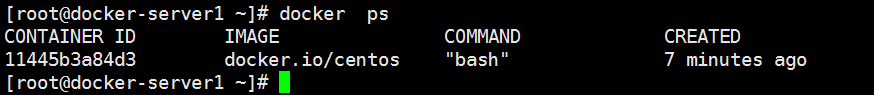 [root@docker-server1 ~]# docker  ps
CONTAINER ID        IMAGE               COMMAND             CREATED
11445b3a84d3        docker.io/centos    "bash"              7 minutes ago
[root@docker-server1 ~]#